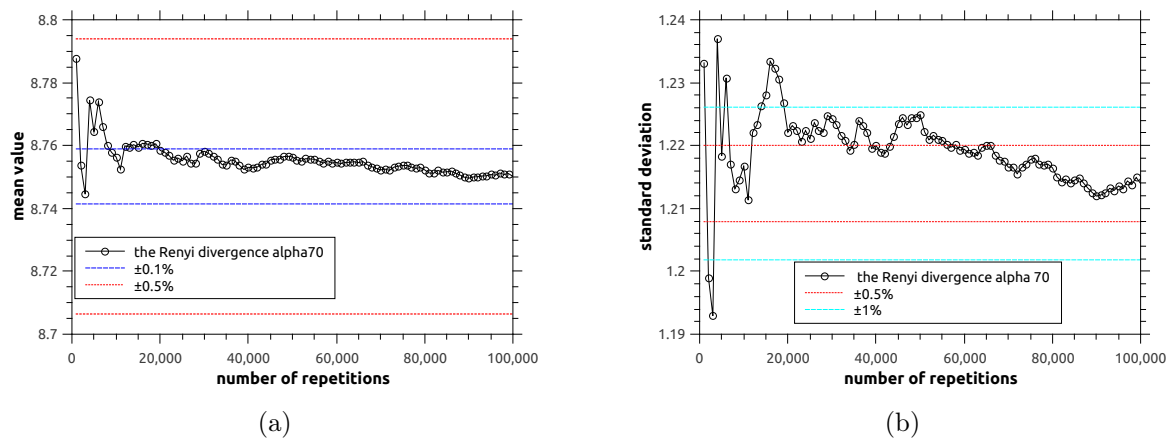 8.8
8.78
8.76
8.74
8.72
8.7
mean value
the Renyi divergence alpha70
±0.1%
±0.5%
0 20,000 40,000 60,000 80,000 100,000
number of repetitions
(a)
1.24
1.23
1.22
1.21
1.2
1.19
standard deviation
the Renyi divergence alpha 70
±0.5%
±1%
0 20,000 40,000 60,000 80,000 100,000
number of repetitions
(b)